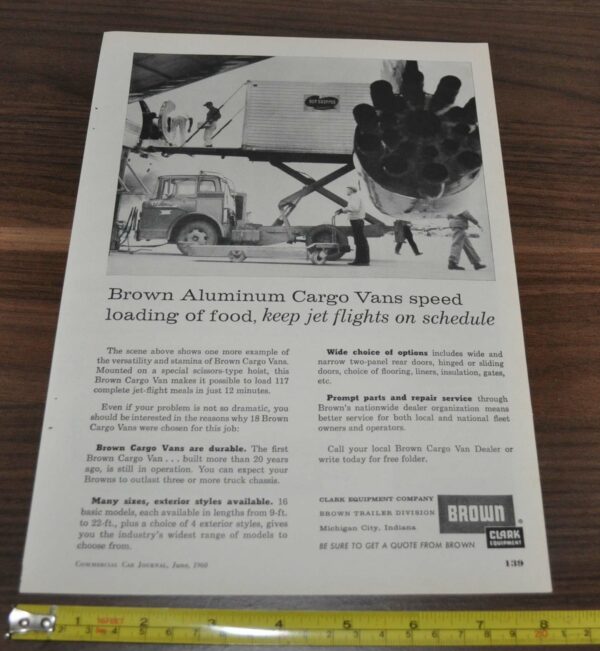 SKY SHOPPER
Brown Aluminum Cargo Vans speed
loading of food, keep jet flights on schedule
The scene above shows one more example of
the versatility and stamina of Brown Cargo Vans.
Mounted on a special scissors-type hoist, this
Brown Cargo Van makes it possible to load 117
complete jet-flight meals in just 12 minutes.
Even if your problem is not so dramatic, you
should be interested in the reasons why 18 Brown
Cargo Vans were chosen for this job:
Brown Cargo Vans are durable. The first
Brown Cargo Van . . . built more than 20 years
ago, is still in operation. You can expect your
Browns to outlast three or more truck chassis.
Many sizes, exterior styles available. 16
basic models, each available in lengths from 9-ft.
to 22-ft., plus a choice of 4 exterior styles, gives
you the industry's widest range of models to
choose from.
Wide choice of options includes wide and
narrow two-panel rear doors, hinged or sliding
doors, choice of flooring, liners, insulation, gates,
etc.
Prompt parts and repair service through
Brown's nationwide dealer organization means
better service for both local and national fleet
owners and operators.
Call your local Brown Cargo Van Dealer or
write today for free folder.
CLARK EQUIPMENT COMPANY
BROWN TRAILER DIVISION
Michigan City, Indiana
BE SURE TO GET A QUOTE FROM BROWN
BROWN
®
CLARK
EQUIPMENT
COMMERCIAL CAR JOURNAL, June, 1960
139
1 2 3 4 5 6 7 8